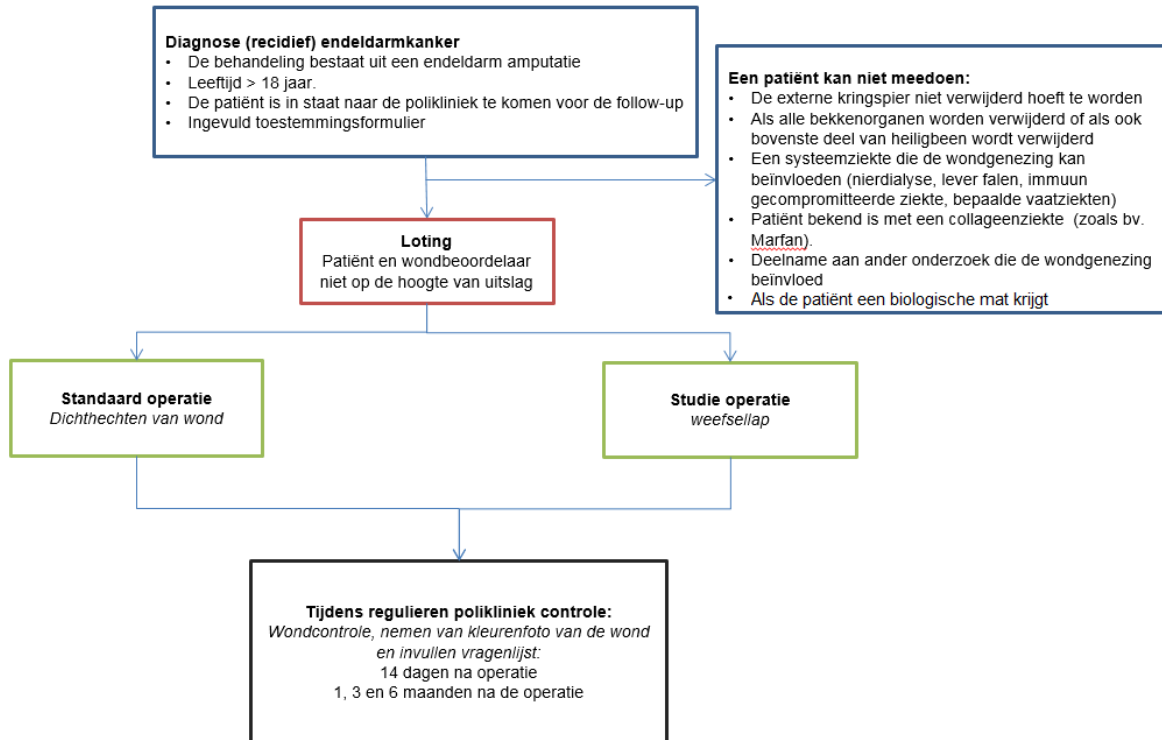 Diagnose (recidief) endeldarmkanker
• De behandeling bestaat uit een endeldarm amputatie
• Leeftijd > 18 jaar.
• De patiënt is in staat naar de polikliniek te komen voor de follow-up
• Ingevuld toestemmingsformulier
Een patiënt kan niet meedoen:
• De externe kringspier niet verwijderd hoeft te worden
• Als alle bekkenorganen worden verwijderd of als ook
bovenste deel van heiligbeen wordt verwijderd
• Een systeemziekte die de wondgenezing kan
beïnvloeden (nierdialyse, lever falen, immuun
gecompromitteerde ziekte, bepaalde vaatziekten)
• Patiënt bekend is met een collageenziekte (zoals bv.
Marfan).
• Deelname aan ander onderzoek die de wondgenezing
beïnvloed
• Als de patiënt een biologische mat krijgt
Loting
Patiënt en wondbeoordelaar
niet op de hoogte van uitslag
Standaard operatie
Dichthechten van wond
Studie operatie
weefsellap
Tijdens regulieren polikliniek controle:
Wondcontrole, nemen van kleurenfoto van de wond
en invullen vragenlijst:
14 dagen na operatie
1, 3 en 6 maanden na de operatie